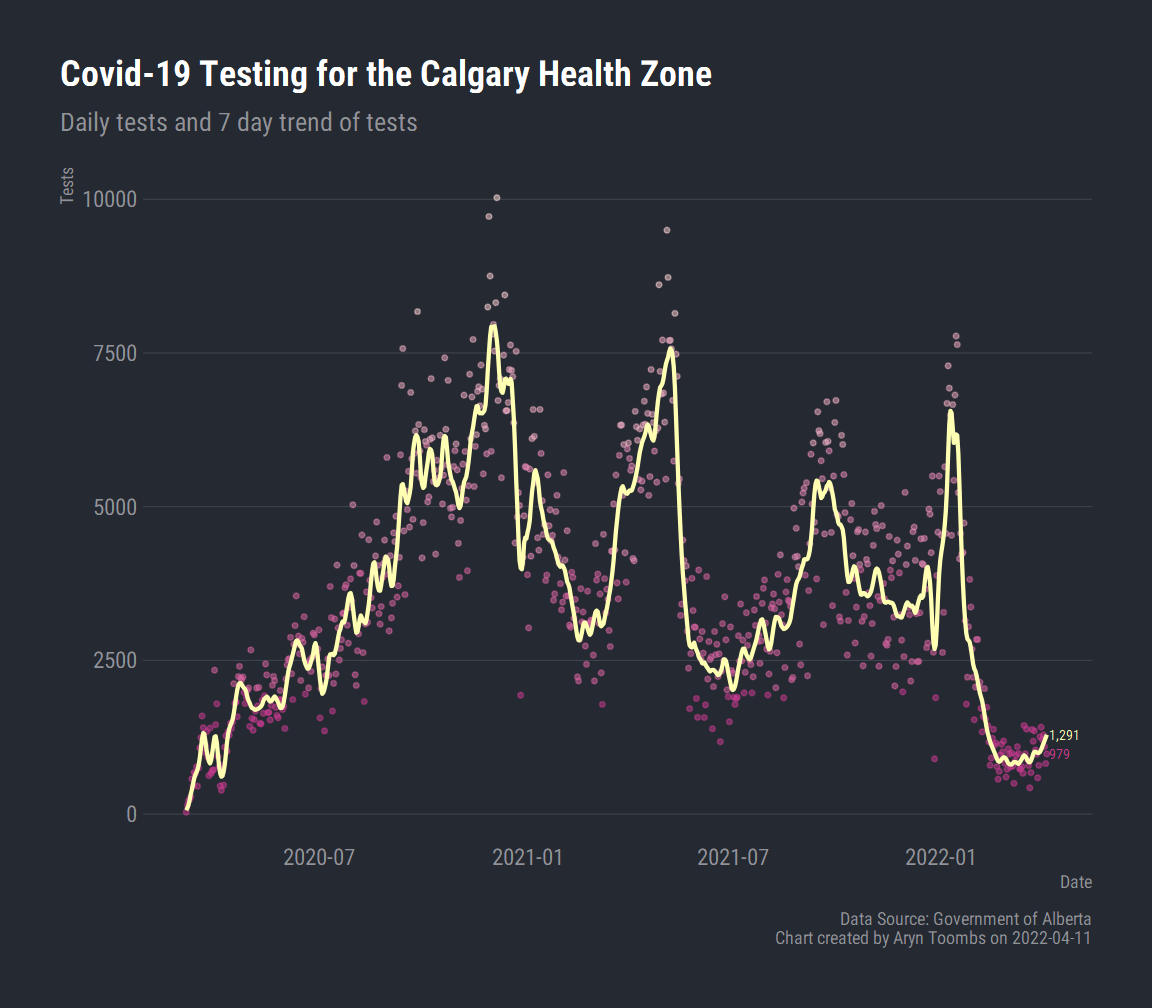 Covid-19 Testing for the Calgary Health Zone
Daily tests and 7 day trend of tests
Tests
10000
7500
5000
2500
0
1,291
979
2020-07 2021-01 2021-07 2022-01
Date
Data Source: Government of Alberta
Chart created by Aryn Toombs on 2022-04-11